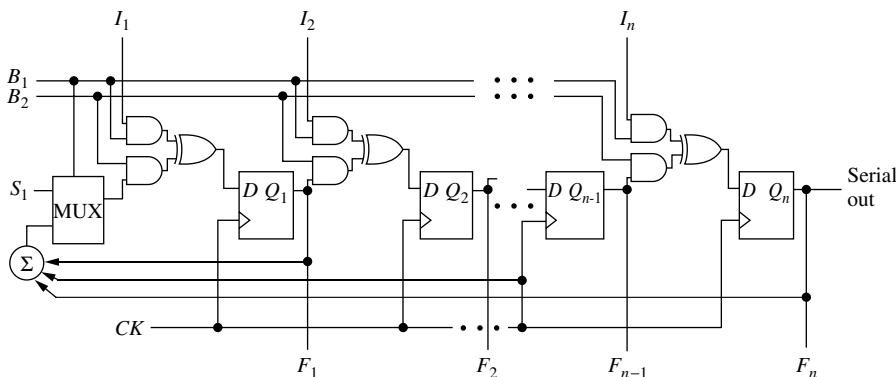 I1 I2 In
B1
B2
S1
MUX
Σ
D Q1
D Q2
D Qn-1
D Qn
Serial
out
CK
F1 F2 Fn−1 Fn